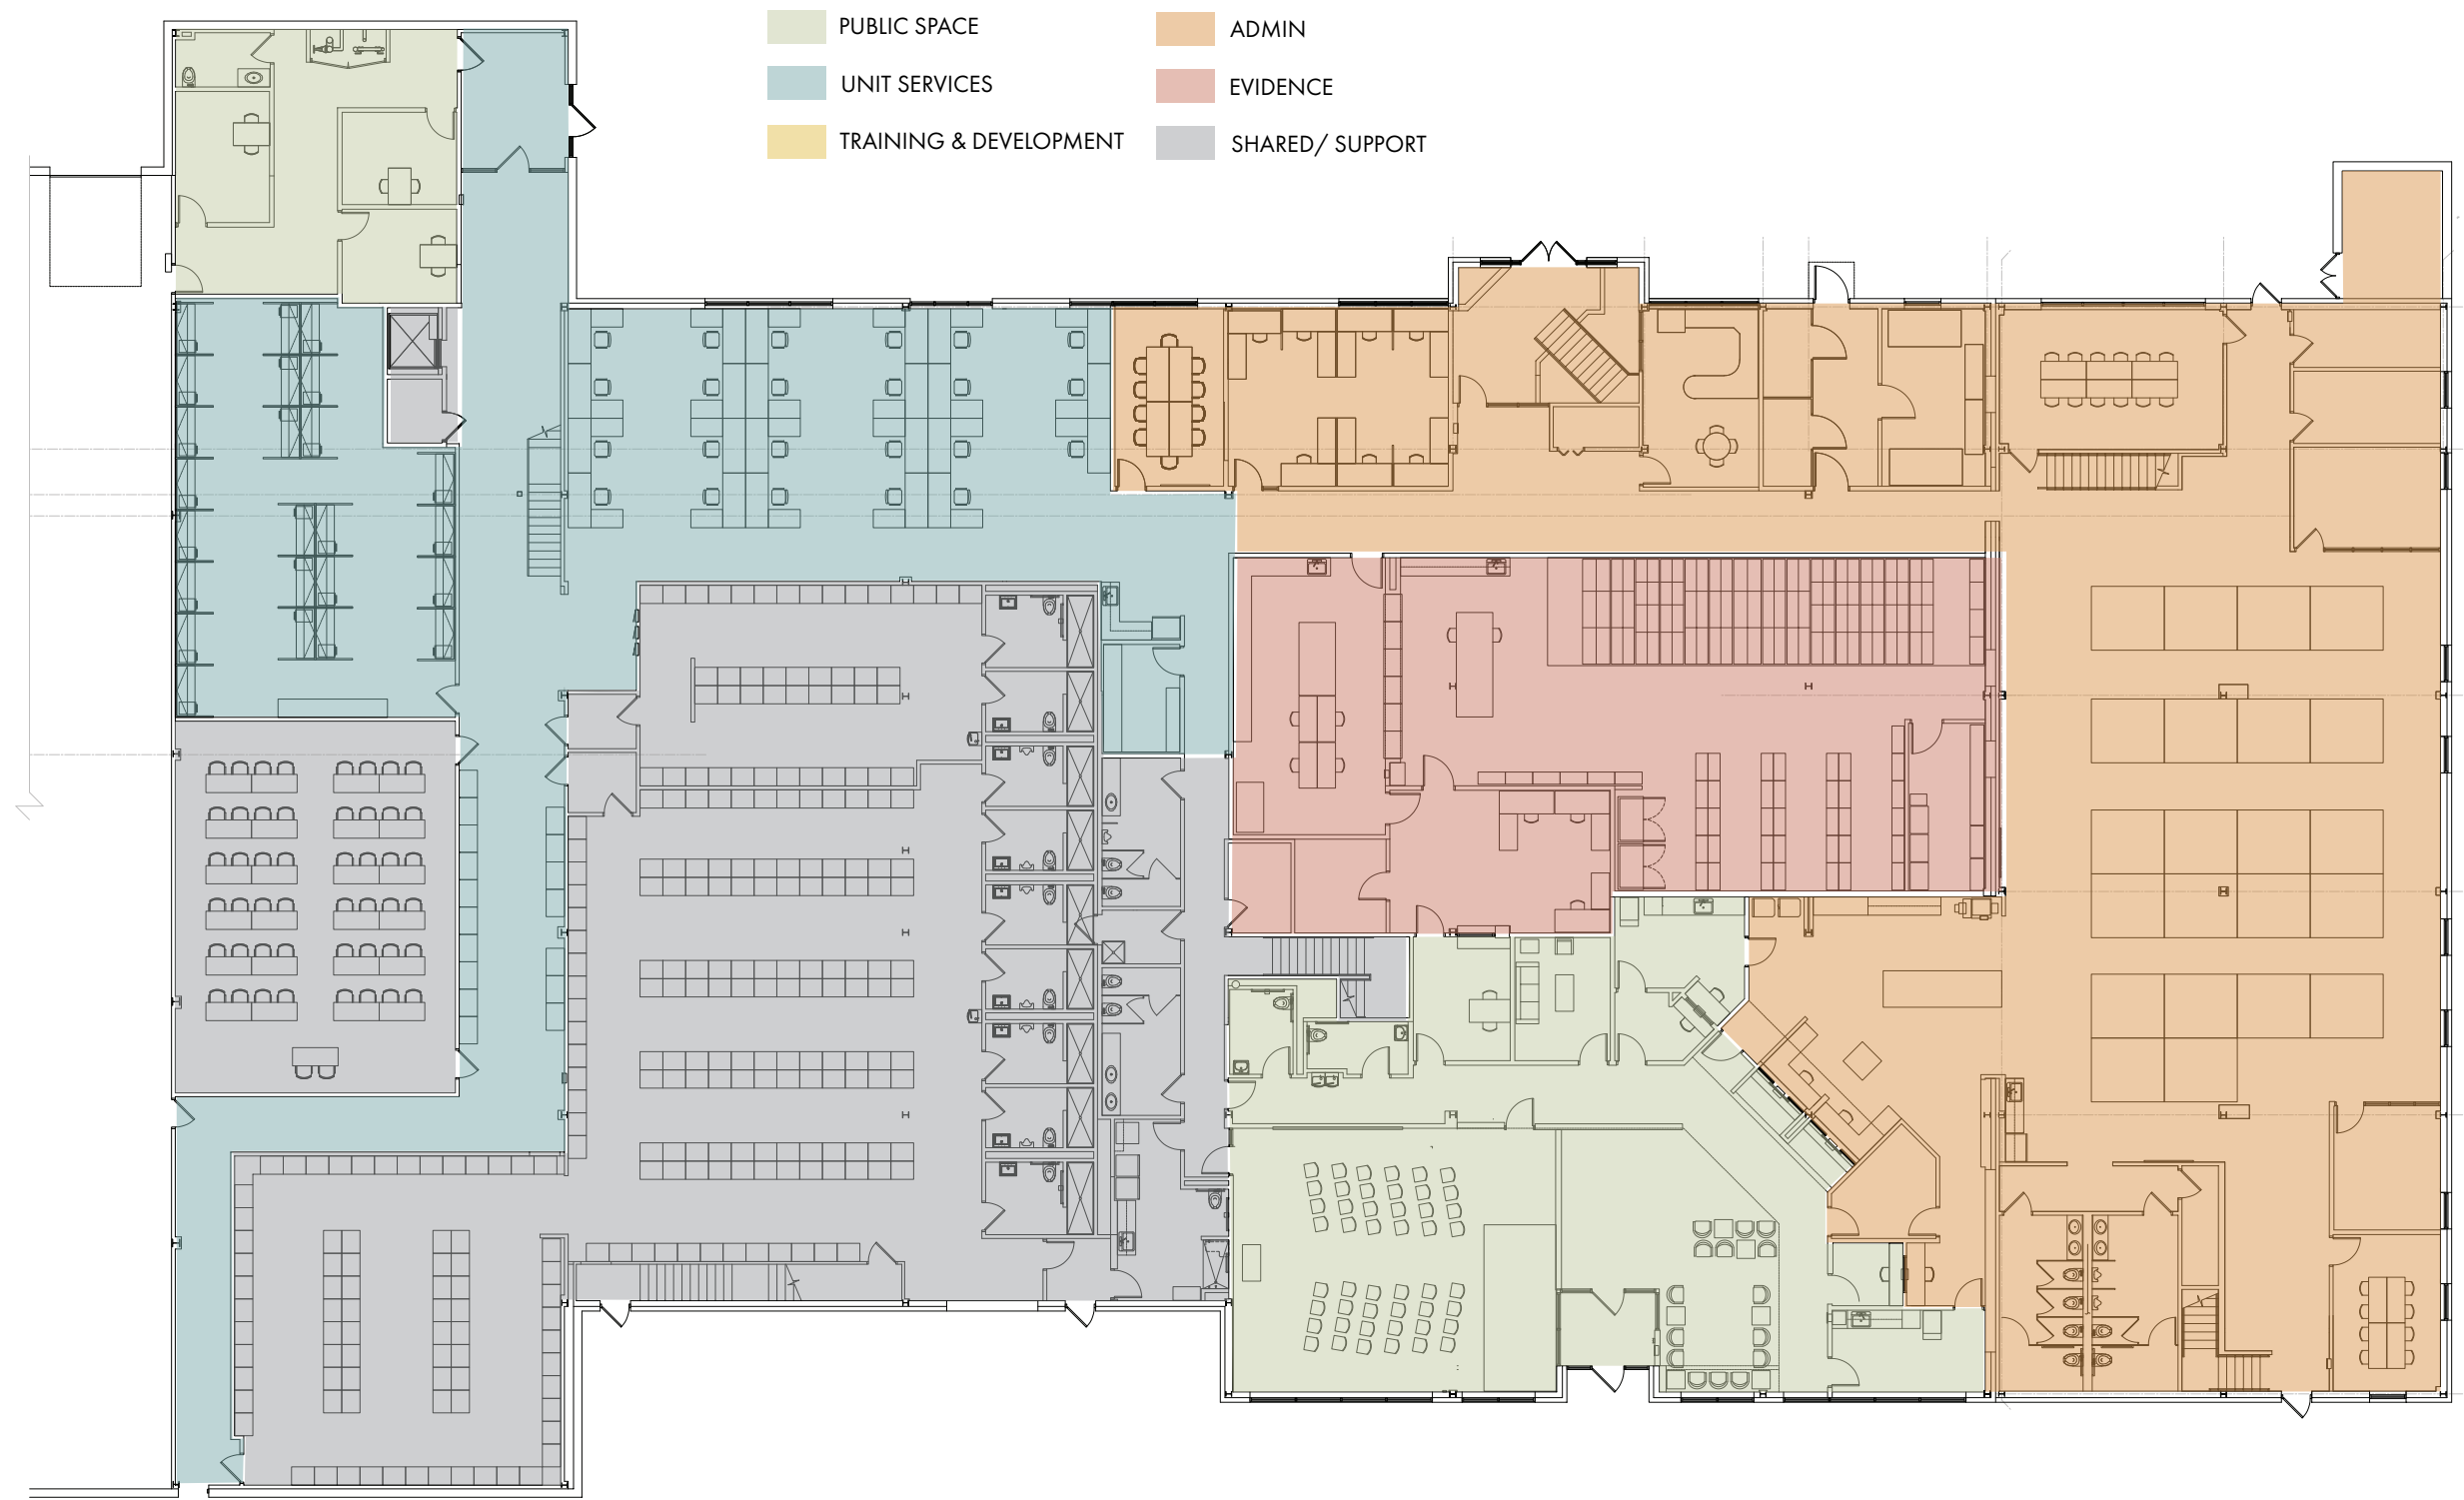 PUBLIC SPACE
UNIT SERVICES
TRAINING & DEVELOPMENT
ADMIN
EVIDENCE
SHARED/ SUPPORT